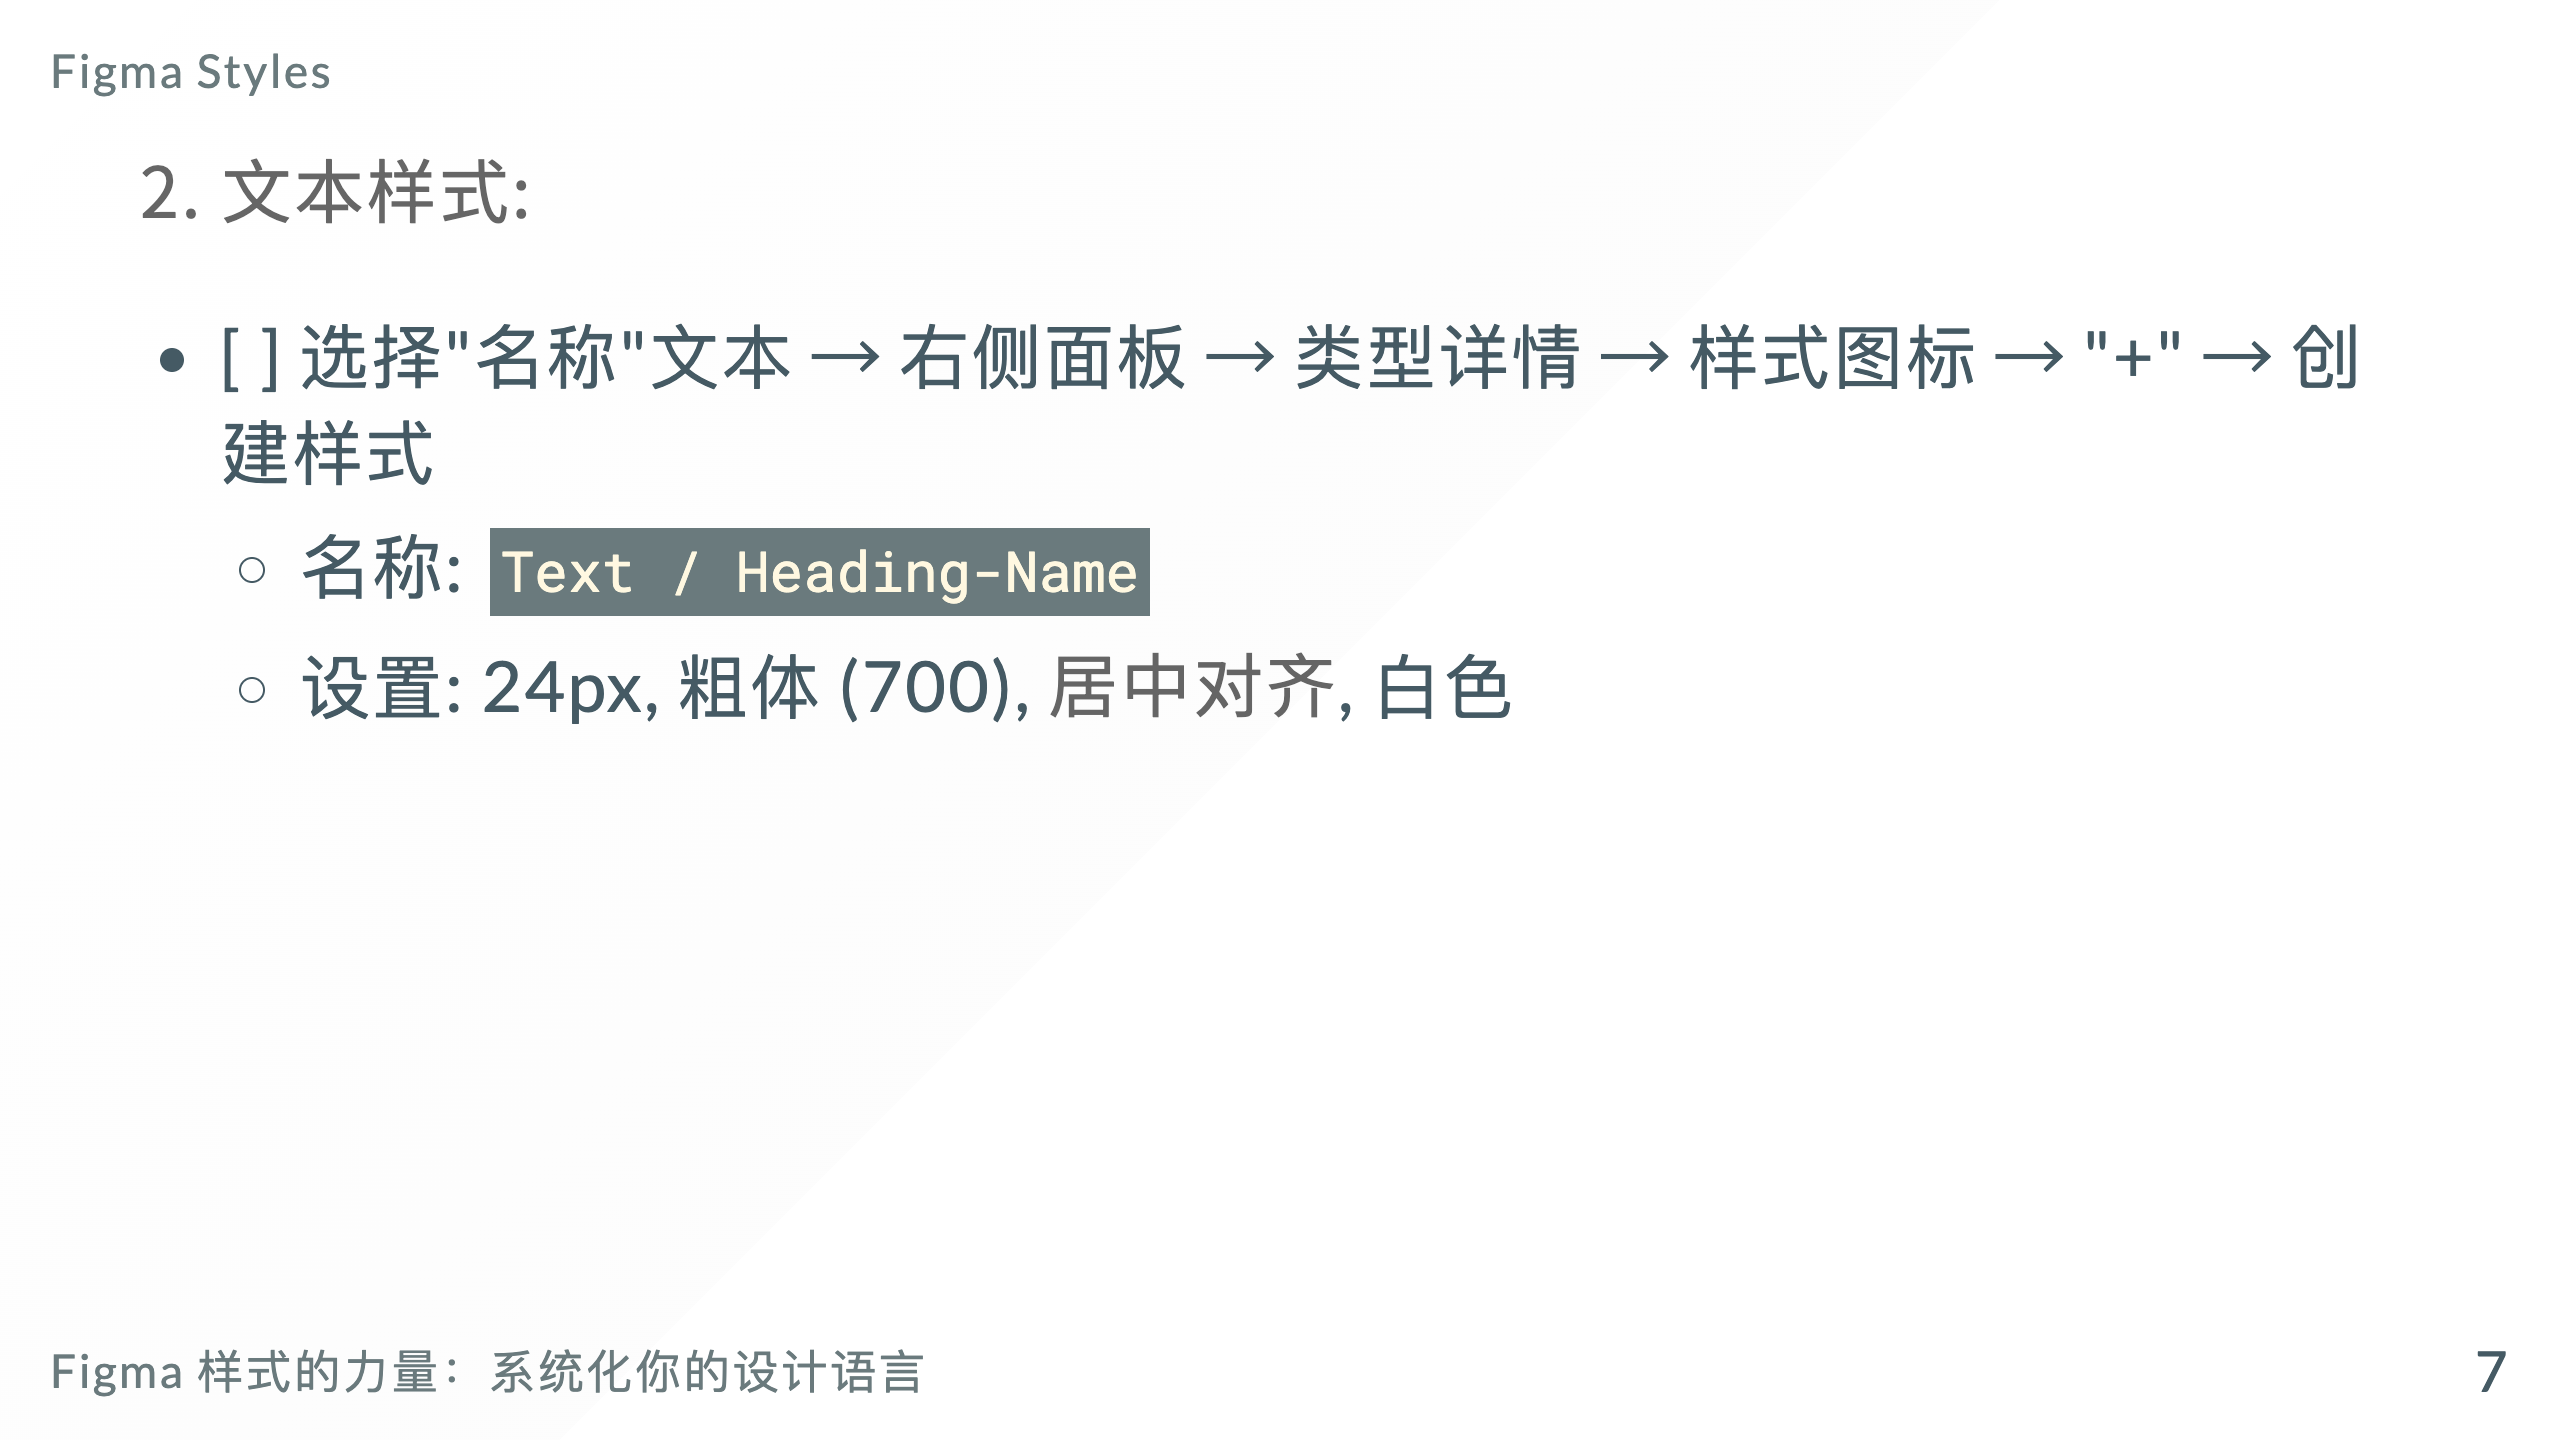 Figma Styles
2. 文本样式:
• [ ] 选择"名称"文本 → 右侧面板 → 类型详情 → 样式图标 → "+" → 创
建样式
○ 名称: Text / Heading-Name
○ 设置: 24px, 粗体 (700), 居中对齐, 白色
Figma 样式的力量：系统化你的设计语言
7